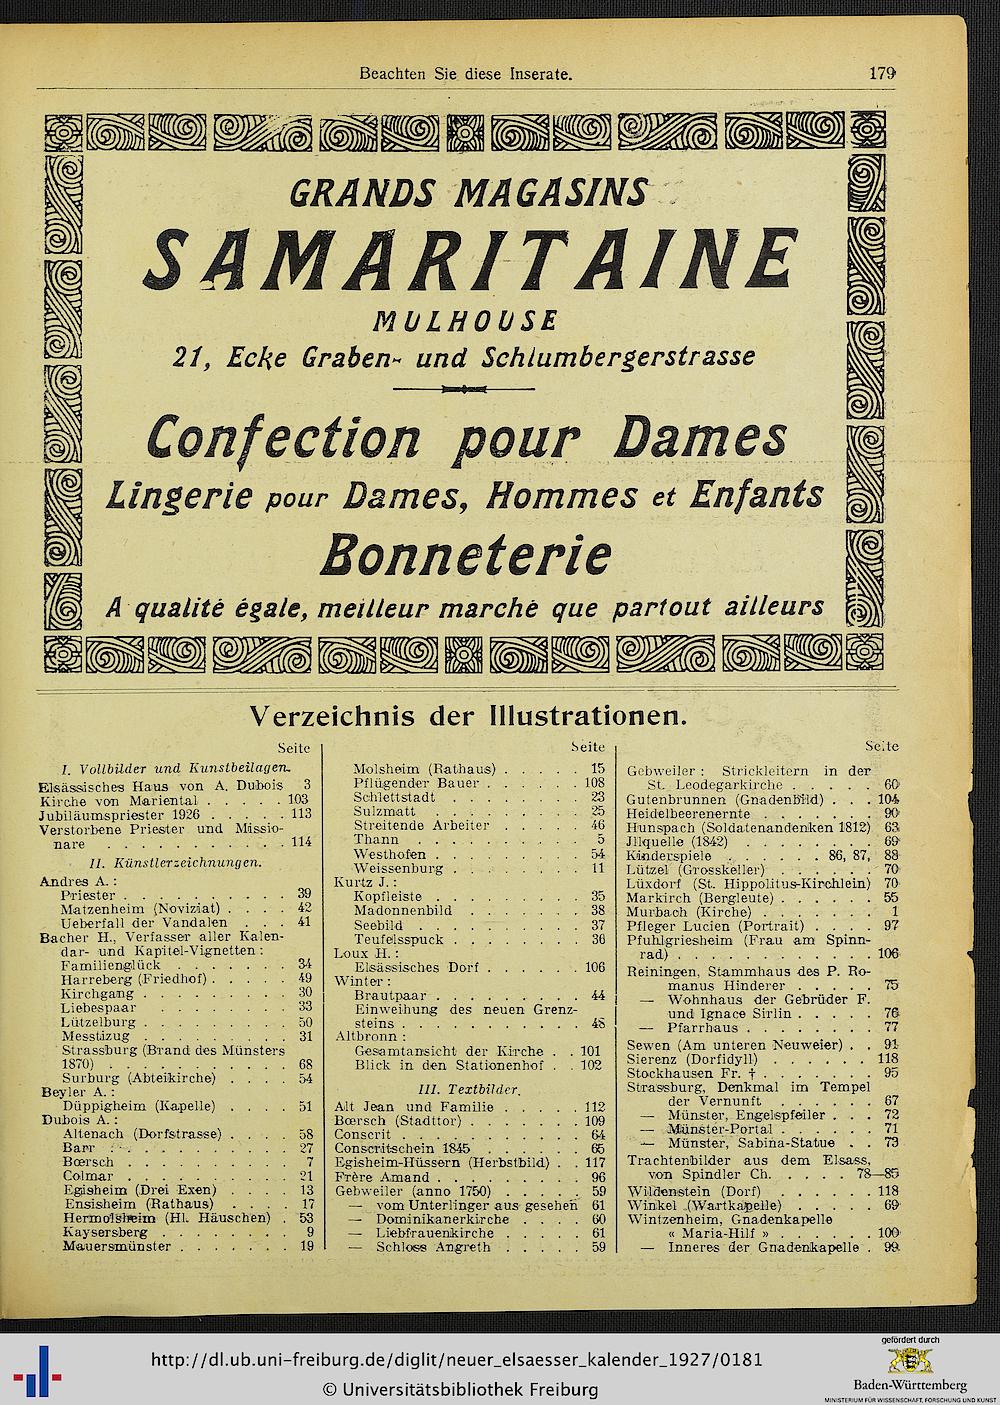 Beachten Sie diese Inserate.
179
GRANDS MAGASINS
SAMARITAINE
MULHOUSE
21, Ecke Graben- und Schlumbergerstrasse
Confection pour Dames
Lingerie pour Dames, Hommes et Enfants
Bonneterie
A qualité égale, meilleur marché que partout ailleurs
Verzeichnis der Illustrationen.
Seite
I. Vollbilder und Kunstbeilagen.
Elsässisches Haus von A. Dubois 3
Kirche von Mariental . . . . . 103
Jubiläumspriester 1926 . . . . . 113
Verstorbene Priester und Missio-
nare . . . . . . . . . . 114
II. Künstlerzeichnungen.
Andres A. :
Priester . . . . . . . . . 39
Matzenheim (Noviziat) . . . . 42
Ueberfall der Vandalen . . . 41
Bacher H., Verfasser aller Kalen-
dar- und Kapitel-Vignetten :
Familienglück . . . . . . . 34
Harreberg (Friedhof) . . . . . 49
Kirchgang . . . . . . . . 30
Liebespaar . . . . . . . . 33
Lützelburg . . . . . . . . 50
Messtizug . . . . . . . . 31
Strassburg (Brand des Münsters
1870) . . . . . . . . . . 68
Surburg (Abteikirche) . . . . 54
Beyler A. :
Düppigheim (Kapelle) . . . . 51
Dubois A. :
Altenach (Dorfstrasse) . . . . 58
Barr . . . . . . . . . . 27
Bœrsch . . . . . . . . . 7
Colmar . . . . . . . . . 21
Egisheim (Drei Exen) . . . . 13
Ensisheim (Rathaus) . . . . 17
Hermolsheim (Hl. Häuschen) . 53
Kaysersberg . . . . . . . 9
Mauersmünster . . . . . . . 19
Seite
Molsheim (Rathaus) . . . . . 15
Pflügender Bauer . . . . . . 108
Schlettstadt . . . . . . . . 23
Sulzmatt . . . . . . . . . 25
Streitende Arbeiter . . . . . 46
Thann . . . . . . . . . . 5
Westhofen . . . . . . . . 54
Weissenburg . . . . . . . . 11
Kurtz J. :
Kopfleiste . . . . . . . . 35
Madonnenbild . . . . . . . 38
Seebild . . . . . . . . . 37
Teufelsspuck . . . . . . . 36
Loux H. :
Elsässisches Dorf . . . . . . 106
Winter :
Brautpaar . . . . . . . . 44
Einweihung des neuen Grenz-
steins . . . . . . . . . . 48
Altbronn :
Gesamtansicht der Kirche . . 101
Blick in den Stationenhof . . 102
III. Textbilder.
Alt Jean und Familie . . . . . 112
Bœrsch (Stadttor) . . . . . . 109
Conscrit . . . . . . . . . . 64
Conscritschein 1845 . . . . . . 65
Egisheim-Hüssern (Herbstbild) . . 117
Frère Amand . . . . . . . . 96
Gebweiler (anno 1750) . . . . . 59
— vom Unterlinger aus gesehen 61
— Dominikanerkirche . . . . 60
— Liebfrauenkirche . . . . . 61
— Schloss Angreth . . . . . 59
Seite
Gebweiler : Strickleitern in der
St. Leodegarkirche . . . . . 60
Gutenbrunnen (Gnadenbild) . . . 104
Heidelbeerenernte . . . . . . 90
Hunspach (Soldatenandenken 1812) 63
Jllquelle (1842) . . . . . . . 69
Kinderspiele . . . . . . 86, 87, 88
Lützel (Grosskeller) . . . . . . 70
Lüxdorf (St. Hippolitus-Kirchlein) 70
Markirch (Bergleute) . . . . . 55
Murbach (Kirche) . . . . . . 1
Pfleger Lucien (Portrait) . . . . 97
Pfuhlgriesheim (Frau am Spinn-
rad) . . . . . . . . . . 106
Reiningen, Stammhaus des P. Ro-
manus Hinderer . . . . . 75
— Wohnhaus der Gebrüder F.
und Ignace Sirlin . . . . . 76
— Pfarrhaus . . . . . . . 77
Sewen (Am unteren Neuweier) . . 91
Sierenz (Dorfidyll) . . . . . . 118
Stockhausen Fr. † . . . . . . 95
Strassburg, Denkmal im Tempel
der Vernunft . . . . . . 67
— Münster, Engelspfeiler . . . 72
— Münster-Portal . . . . . 71
— Münster, Sabina-Statue . . 73
Trachtenbilder aus dem Elsass,
von Spindler Ch. . . . . 78—85
Wildenstein (Dorf) . . . . . . 118
Winkel (Wartkapelle) . . . . . 69
Wintzenheim, Gnadenkapelle
« Maria-Hilf » . . . . . . 100
— Inneres der Gnadenkapelle . 99
http://dl.ub.uni-freiburg.de/diglit/neuer_elsaesser_kalender_1927/0181
© Universitätsbibliothek Freiburg
gefördert durch
Baden-Württemberg
MINISTERIUM FÜR WISSENSCHAFT, FORSCHUNG UND KUNST